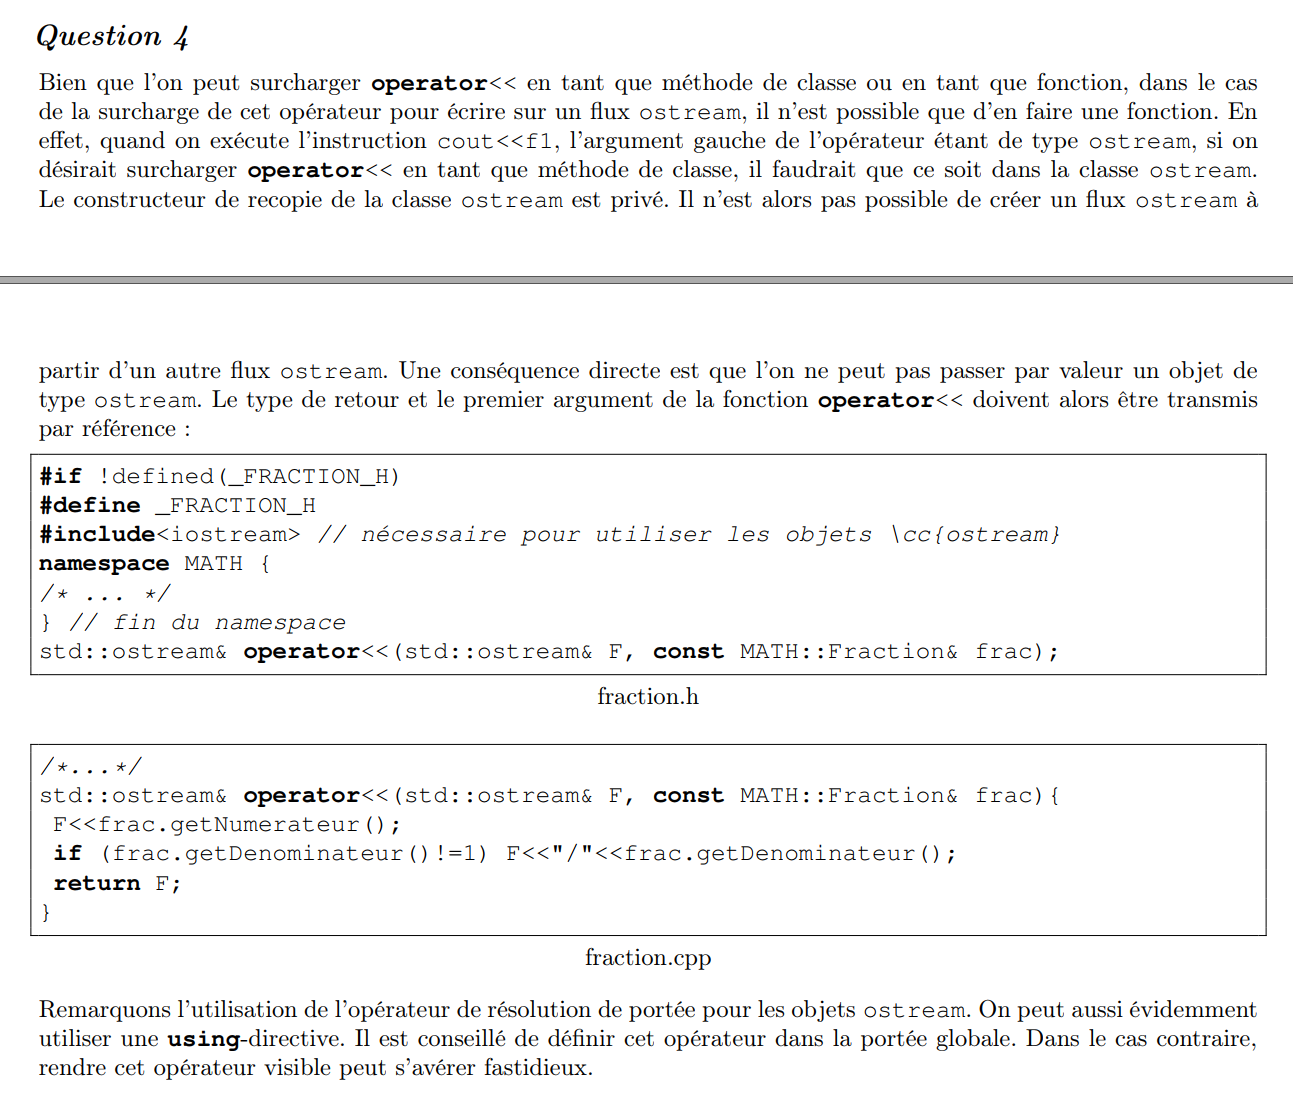 Question 4
Bien que l'on peut surcharger operator<< en tant que méthode de classe ou en tant que fonction, dans le cas
de la surcharge de cet opérateur pour écrire sur un flux ostream, il n'est possible que d'en faire une fonction. En
effet, quand on exécute l'instruction cout<<f1, l'argument gauche de l'opérateur étant de type ostream, si on
désirait surcharger operator<< en tant que méthode de classe, il faudrait que ce soit dans la classe ostream.
Le constructeur de recopie de la classe ostream est privé. Il n'est alors pas possible de créer un flux ostream à
partir d'un autre flux ostream. Une conséquence directe est que l'on ne peut pas passer par valeur un objet de
type ostream. Le type de retour et le premier argument de la fonction operator<< doivent alors être transmis
par référence :
#if !defined(_FRACTION_H)
#define _FRACTION_H
#include<iostream> // nécessaire pour utiliser les objets \cc{ostream}
namespace MATH {
/* ... */
} // fin du namespace
std::ostream& operator<<(std::ostream& F, const MATH::Fraction& frac);
fraction.h
/*...*/
std::ostream& operator<<(std::ostream& F, const MATH::Fraction& frac){
F<<frac.getNumerateur();
if (frac.getDenominateur()!=1) F<<"/"<<frac.getDenominateur();
return F;
}
fraction.cpp
Remarquons l'utilisation de l'opérateur de résolution de portée pour les objets ostream. On peut aussi évidemment
utiliser une using-directive. Il est conseillé de définir cet opérateur dans la portée globale. Dans le cas contraire,
rendre cet opérateur visible peut s'avérer fastidieux.